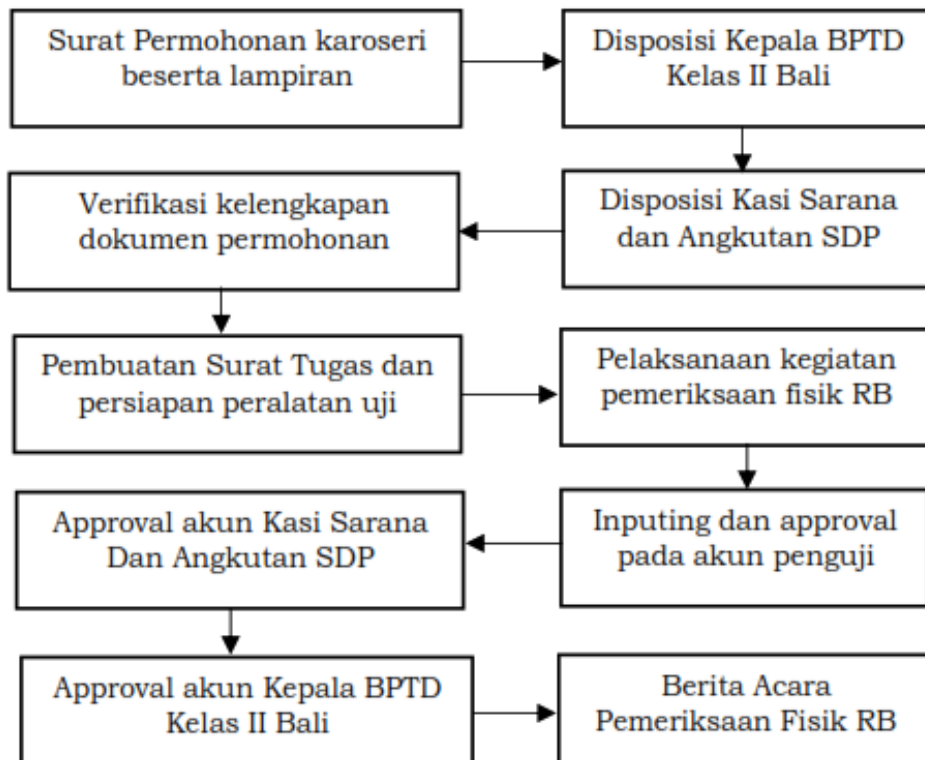 Surat Permohonan karoseri
beserta lampiran
Disposisi Kepala BPTD
Kelas II Bali
Disposisi Kasi Sarana
dan Angkutan SDP
Verifikasi kelengkapan
dokumen permohonan
Pembuatan Surat Tugas dan
persiapan peralatan uji
Pelaksanaan kegiatan
pemeriksaan fisik RB
Inputing dan approval
pada akun penguji
Approval akun Kasi Sarana
Dan Angkutan SDP
Approval akun Kepala BPTD
Kelas II Bali
Berita Acara
Pemeriksaan Fisik RB